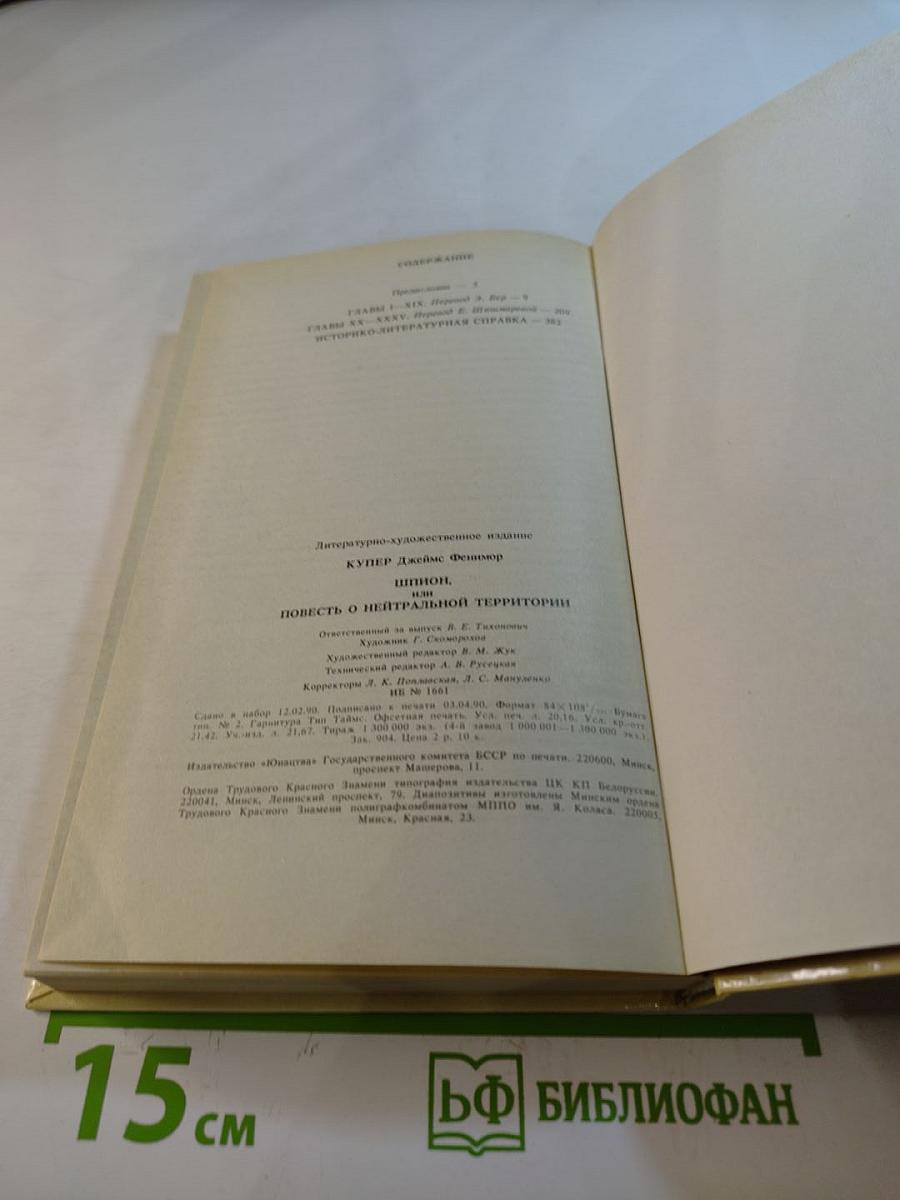 СОДЕРЖАНИЕ
Предисловие — 5
ГЛАВЫ I—XIX. Перевод Э. Бер — 9
ГЛАВЫ XX—XXXV. Перевод Е. Шишмаревой — 209
ИСТОРИКО-ЛИТЕРАТУРНАЯ СПРАВКА — 382
Литературно-художественное издание
КУПЕР Джеймс Фенимор
ШПИОН,
или
ПОВЕСТЬ О НЕЙТРАЛЬНОЙ ТЕРРИТОРИИ
Ответственный за выпуск В. Е. Тихонович
Художник Г. Скоморохов
Художественный редактор В. М. Жук
Технический редактор А. В. Русецкая
Корректоры Л. К. Поплавская, Л. С. Мануленко
ИБ № 1661
Сдано в набор 12.02.90. Подписано к печати 03.04.90. Формат 84×108¹/ Бумага
тип. № 2. Гарнитура Тип Таймс. Офсетная печать. Усл. печ. л. 20,16. Усл. кр.-отт.
21,42. Уч.-изд. л. 21,67. Тираж 1 300 000 экз. (4-й завод 1 000 001—1 300 000 экз.).
Зак. 904. Цена 2 р. 10 к.
Издательство «Юнацтва» Государственного комитета БССР по печати. 220600, Минск,
проспект Машерова, 11.
Ордена Трудового Красного Знамени типография издательства ЦК КП Белоруссии.
220041, Минск, Ленинский проспект, 79. Диапозитивы изготовлены Минским ордена
Трудового Красного Знамени полиграфкомбинатом МППО им. Я. Коласа. 220005,
Минск, Красная, 23.
15 см
ЬФ БИБЛИОФАН